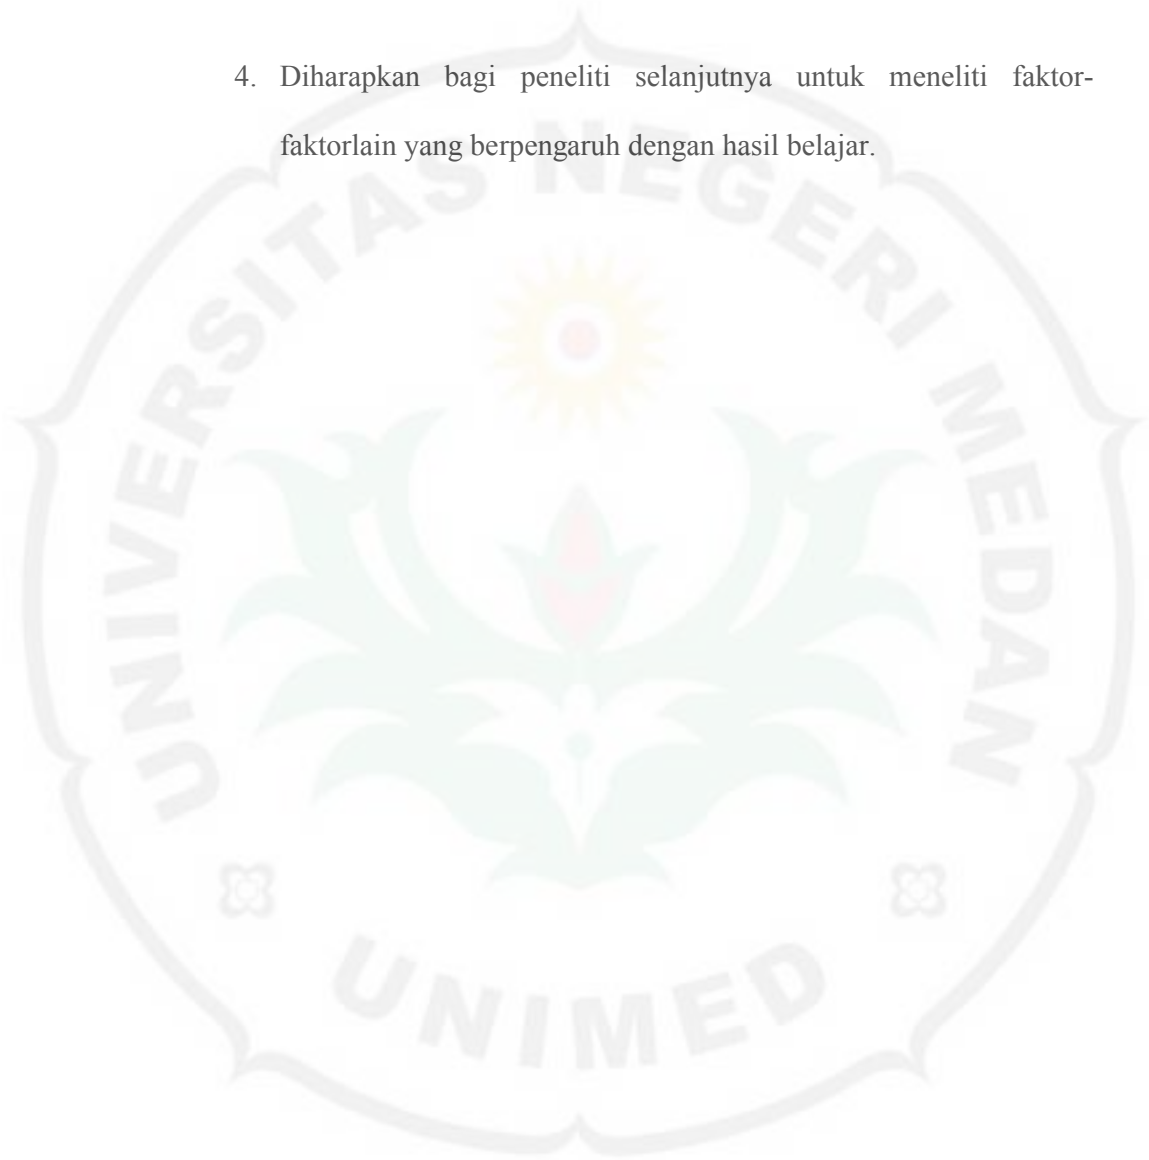 4. Diharapkan bagi peneliti selanjutnya untuk meneliti faktor-
faktorlain yang berpengaruh dengan hasil belajar.
UNIVERSITAS NEGERI MEDAN
UNIMED